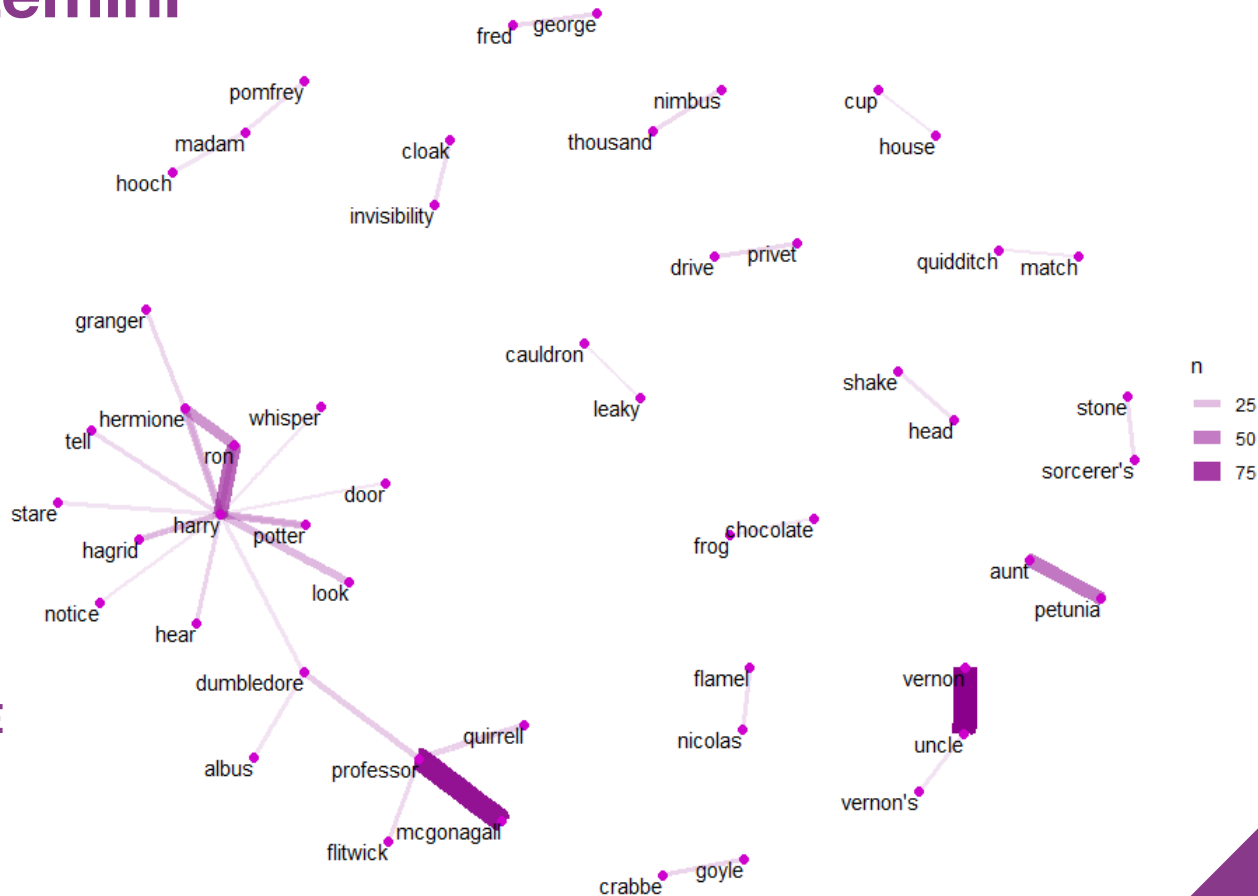 fred
george
pomfrey
madam
hooch
cloak
invisibility
nimbus
thousand
cup
house
drive
privet
quidditch
match
granger
hermione
whisper
tell
ron
door
stare
harry
potter
hagrid
look
notice
hear
dumbledore
albus
quirrell
professor
mcgonagall
flitwick
cauldron
leaky
shake
head
stone
sorcerer's
chocolate
frog
aunt
petunia
flamel
nicolas
vernon
uncle
vernon's
crabbe
goyle
n
25
50
75